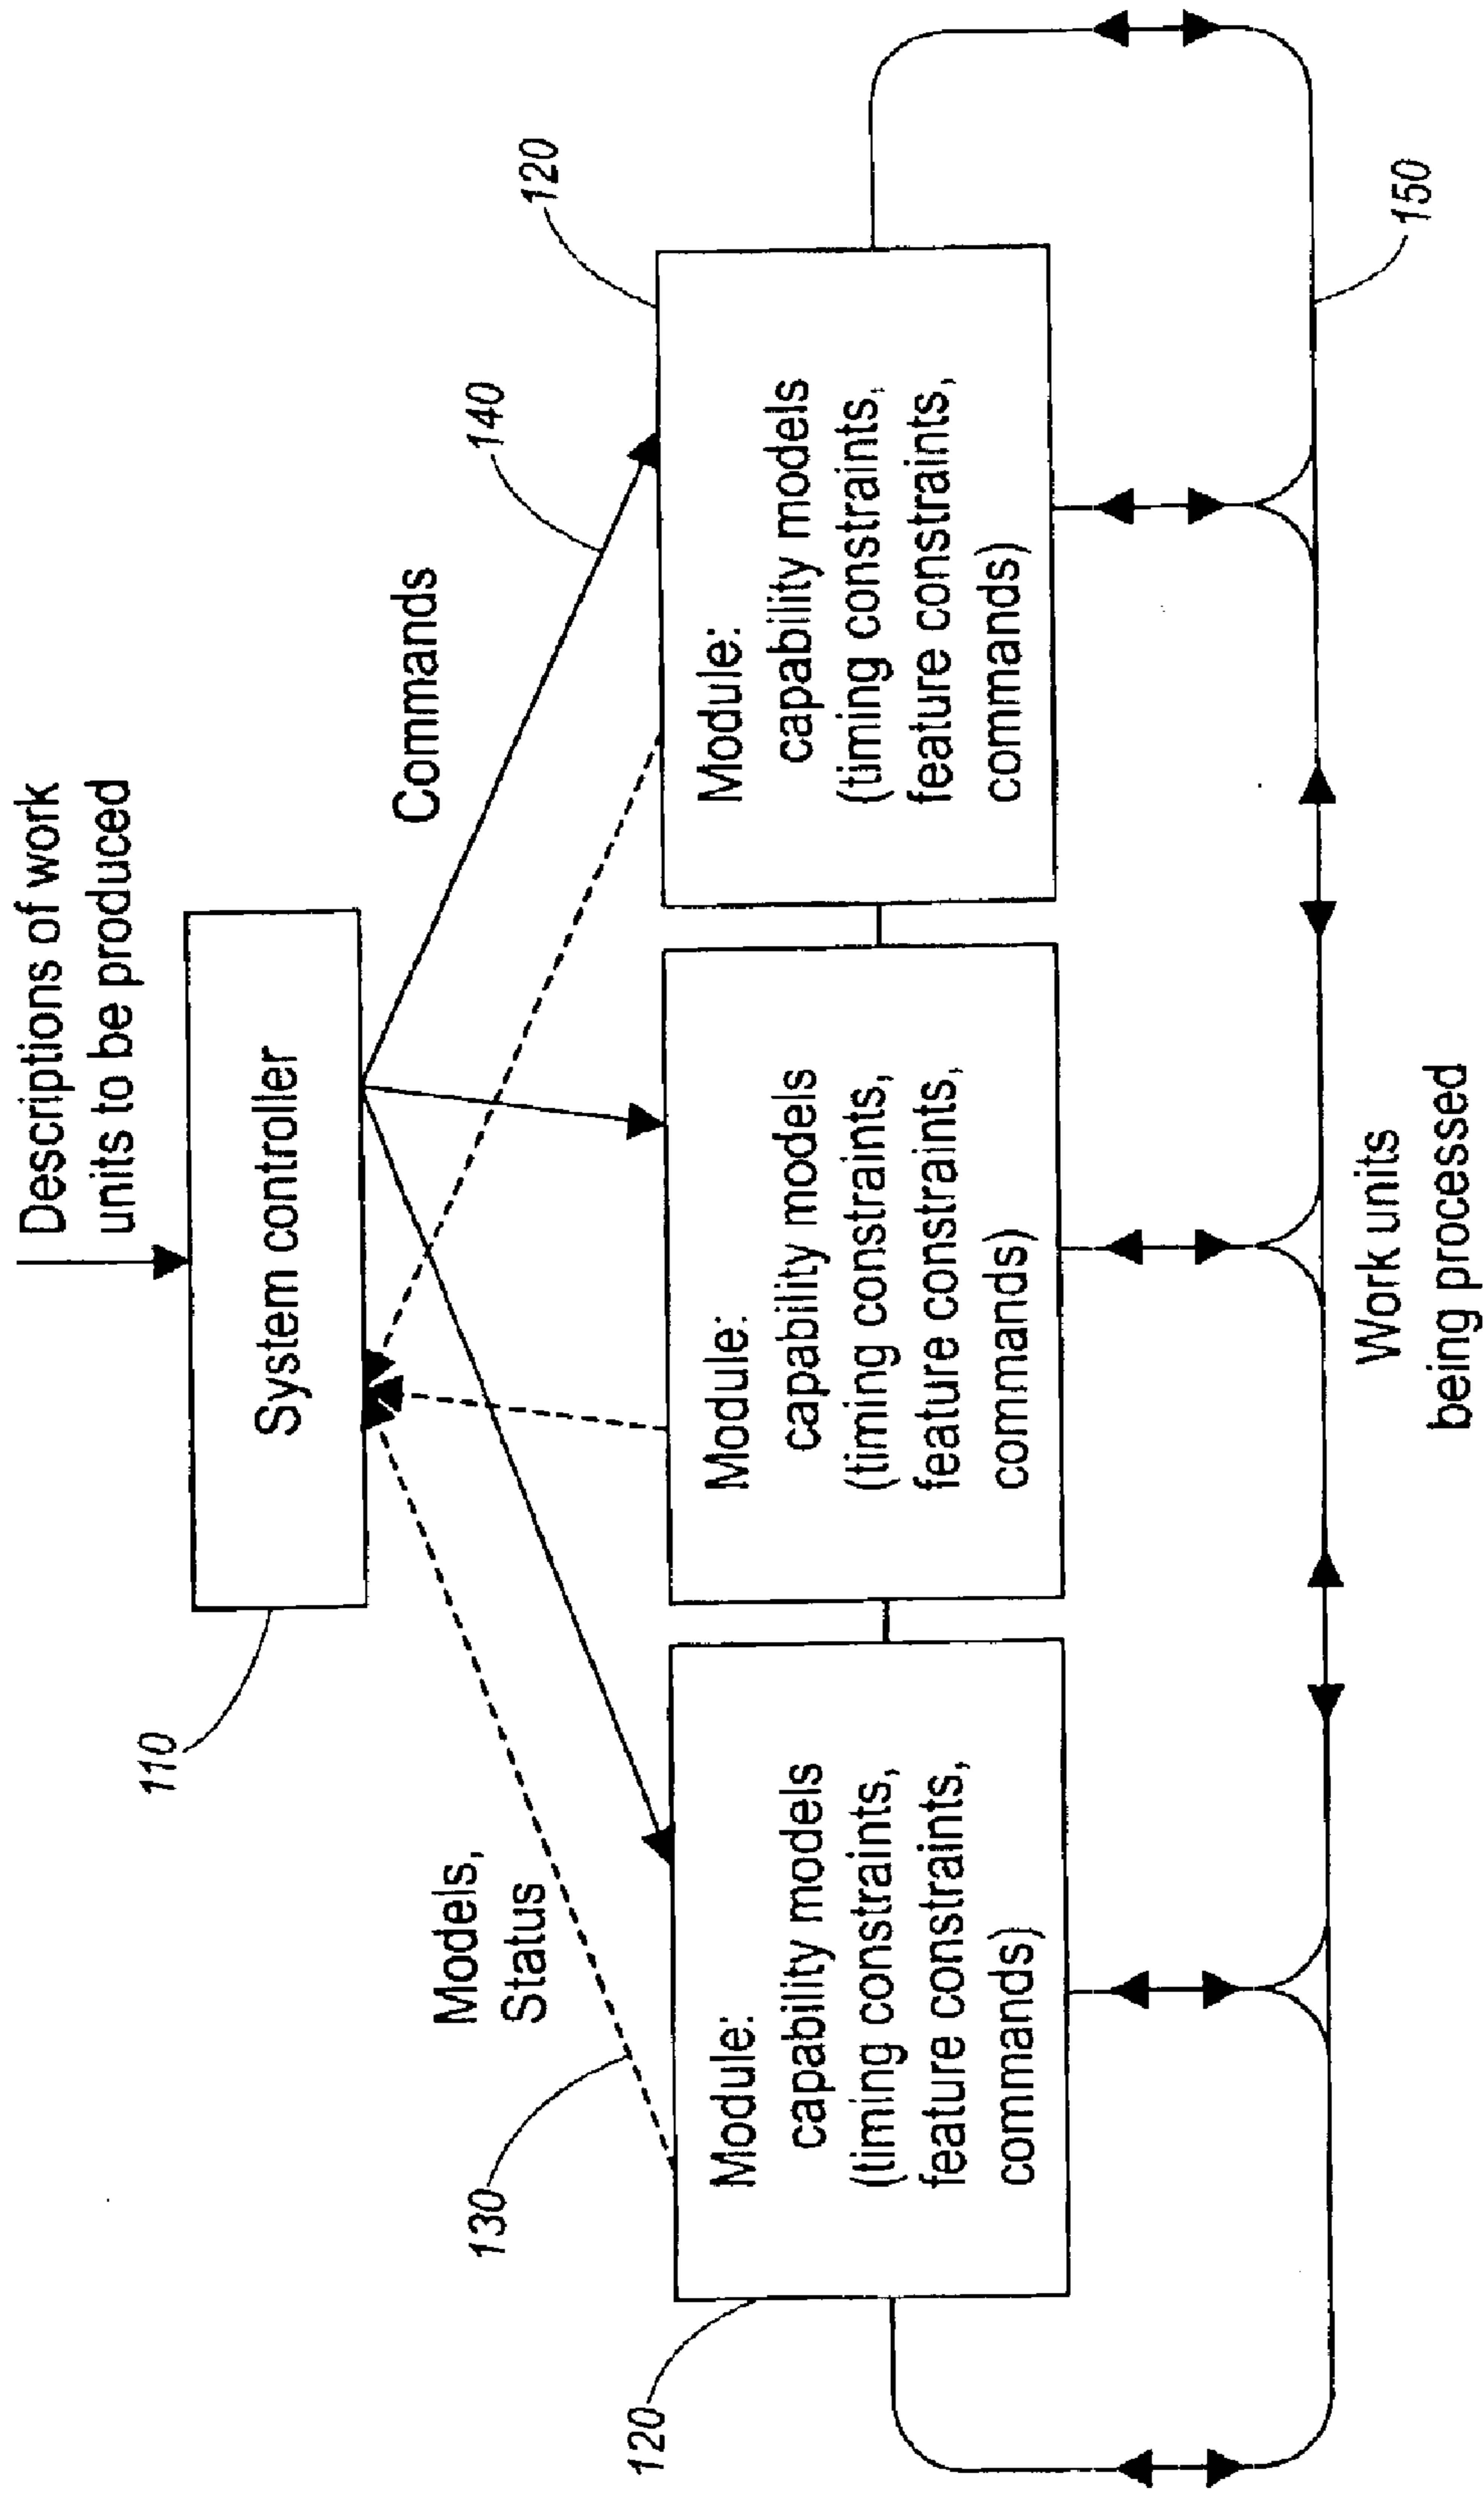 Descriptions of work
units to be produced
110
System controller
Models,
Status
Commands
130
140
120
120
Module:
capability models
(timing constraints,
feature constraints,
commands)
Module:
capability models
(timing constraints,
feature constraints,
commands)
Module:
capability models
(timing constraints,
feature constraints,
commands)
150
Work units
being processed